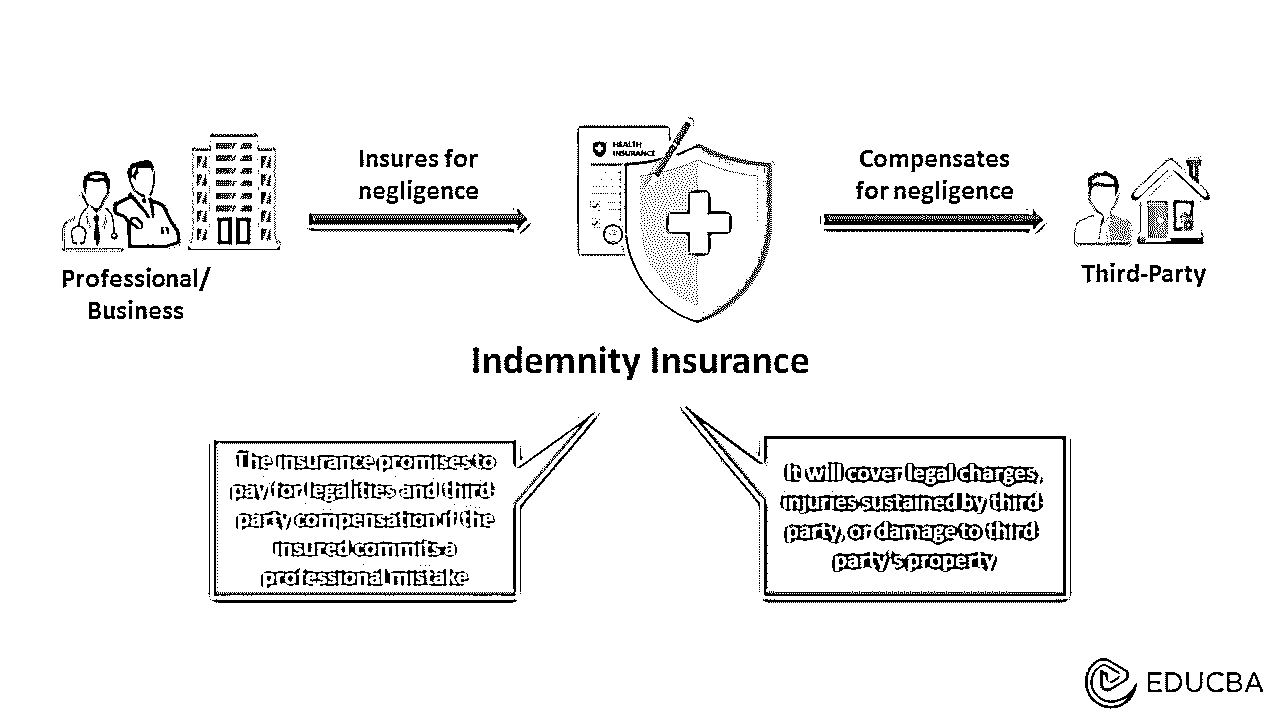 Insures for
negligence
HEALTH
INSURANCE
Compensates
for negligence
Professional/
Business
Third-Party
Indemnity Insurance
The insurance promises to
pay for legalities and third
party compensation if the
insured commits a
professional mistake
It will cover legal charges,
injuries sustained by third
party, or damage to third
party's property
EDUCBA